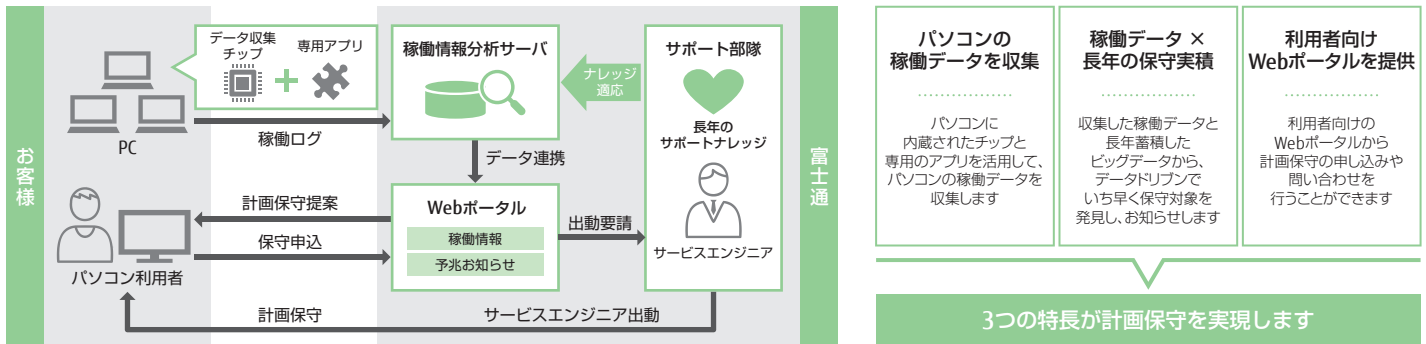 お客様
データ収集
チップ
専用アプリ
PC
稼働ログ
稼働情報分析サーバ
ナレッジ
適応
サポート部隊
長年の
サポートナレッジ
サービスエンジニア
データ連携
計画保守提案
保守申込
パソコン利用者
Webポータル
稼働情報
予兆お知らせ
出動要請
計画保守
サービスエンジニア出動
富士通
パソコンの
稼働データを収集
パソコンに
内蔵されたチップと
専用のアプリを活用して、
パソコンの稼働データを
収集します
稼働データ ×
長年の保守実績
収集した稼働データと
長年蓄積した
ビッグデータから、
データドリブンで
いち早く保守対象を
発見し、お知らせします
利用者向け
Webポータルを提供
利用者向けの
Webポータルから
計画保守の申し込みや
問い合わせを
行うことができます
3つの特長が計画保守を実現します